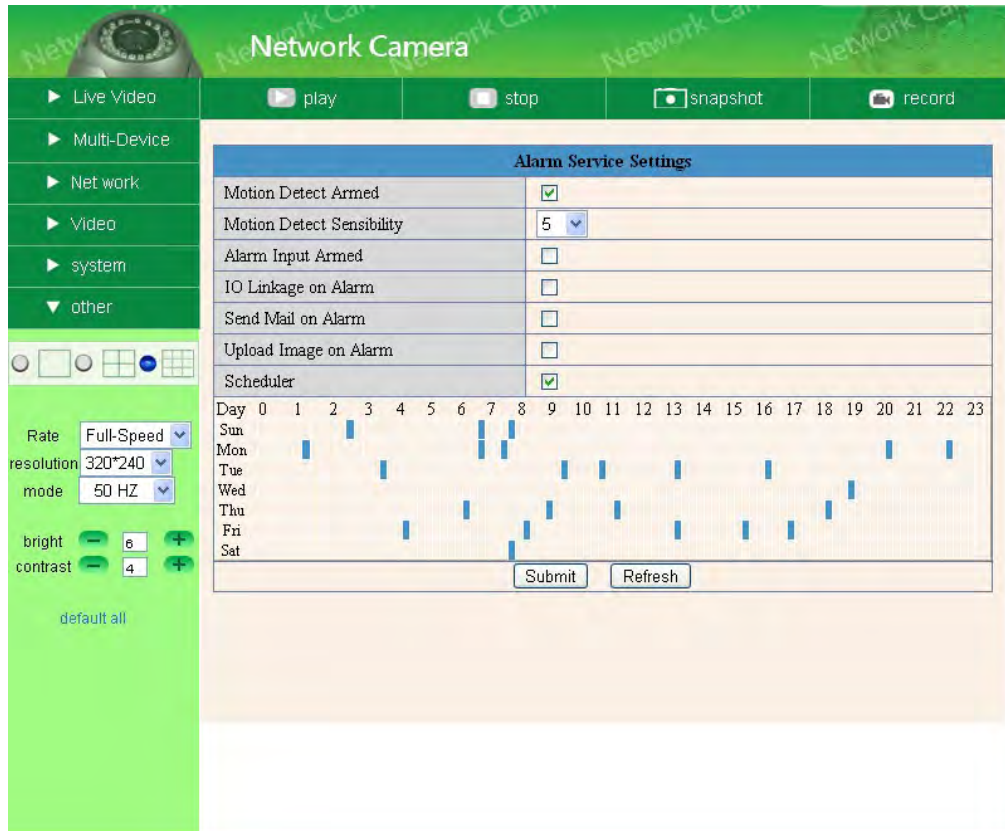 Network Camera
Live Video
play
stop
snapshot
record
Multi-Device
Net work
Video
system
other
Alarm Service Settings
Motion Detect Armed
Motion Detect Sensibility 5
Alarm Input Armed
IO Linkage on Alarm
Send Mail on Alarm
Upload Image on Alarm
Scheduler
Day 0 1 2 3 4 5 6 7 8 9 10 11 12 13 14 15 16 17 18 19 20 21 22 23
Sun
Mon
Tue
Wed
Thu
Fri
Sat
Submit Refresh
Rate Full-Speed
resolution 320*240
mode 50 HZ
bright 6
contrast 4
default all